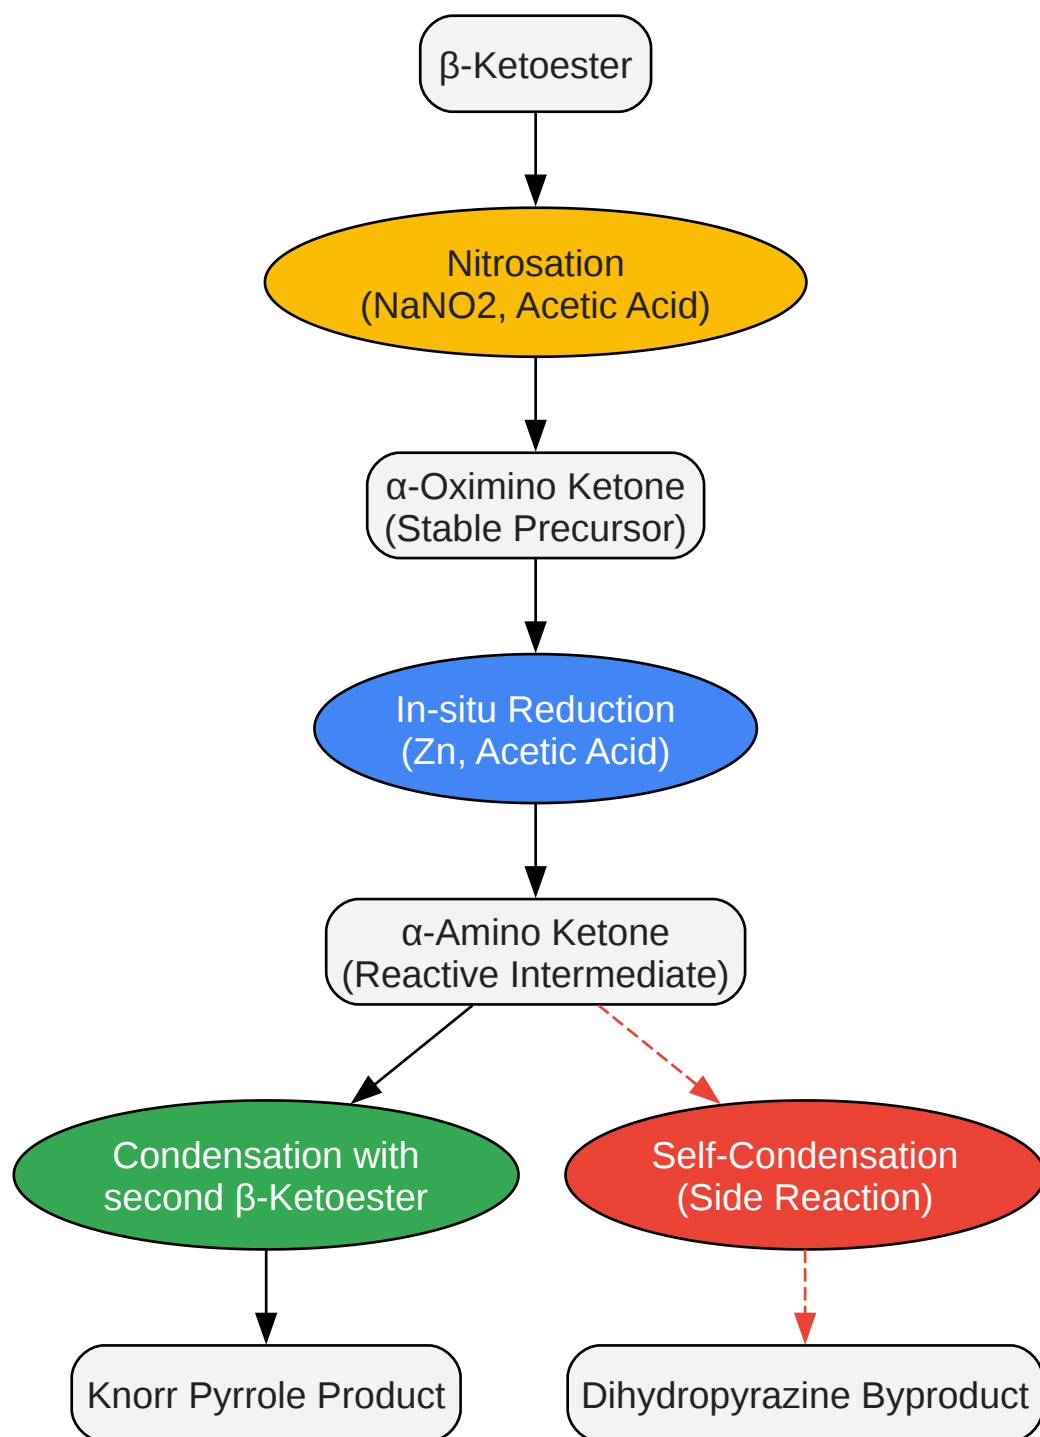 β-Ketoester
Nitrosation
(NaNO2, Acetic Acid)
α-Oximino Ketone
(Stable Precursor)
In-situ Reduction
(Zn, Acetic Acid)
α-Amino Ketone
(Reactive Intermediate)
Condensation with
second β-Ketoester
Self-Condensation
(Side Reaction)
Knorr Pyrrole Product
Dihydropyrazine Byproduct